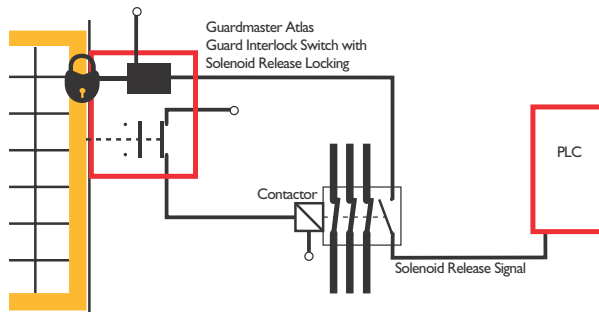 Guardmaster Atlas
Guard Interlock Switch with
Solenoid Release Locking
PLC
Contactor
Solenoid Release Signal